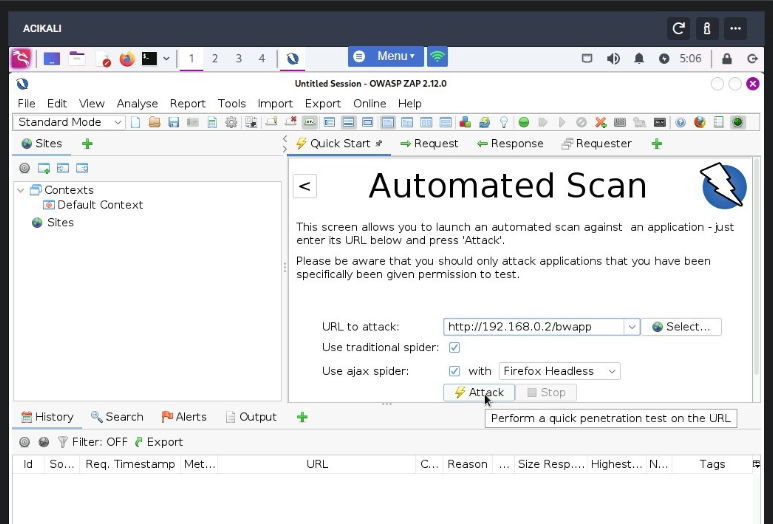 ACIKALI
1 2 3 4 Menu 5:06
Untitled Session - OWASP ZAP 2.12.0
File Edit View Analyse Report Tools Import Export Online Help
Standard Mode
Sites
Quick Start Request Response Requester
Contexts
Default Context
Sites
<
Automated Scan
This screen allows you to launch an automated scan against an application - just
enter its URL below and press 'Attack'.
Please be aware that you should only attack applications that you have been
specifically been given permission to test.
URL to attack: http://192.168.0.2/bwapp Select...
Use traditional spider:
Use ajax spider: with Firefox Headless
Attack Stop
Perform a quick penetration test on the URL
History Search Alerts Output
Filter: OFF Export
Id So... Req. Timestamp Met... URL C... Reason ... Size Resp.... Highest... N... Tags